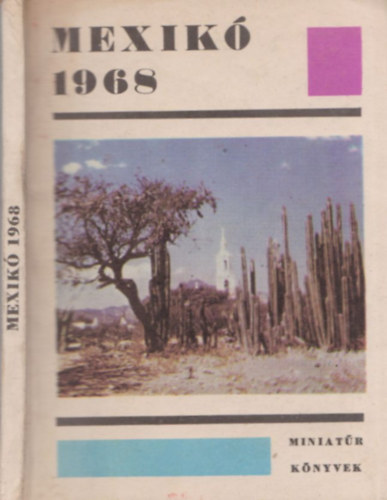 MEXIKÓ
1968
MEXIKÓ 1968
MINIATŰR
KÖNYVEK